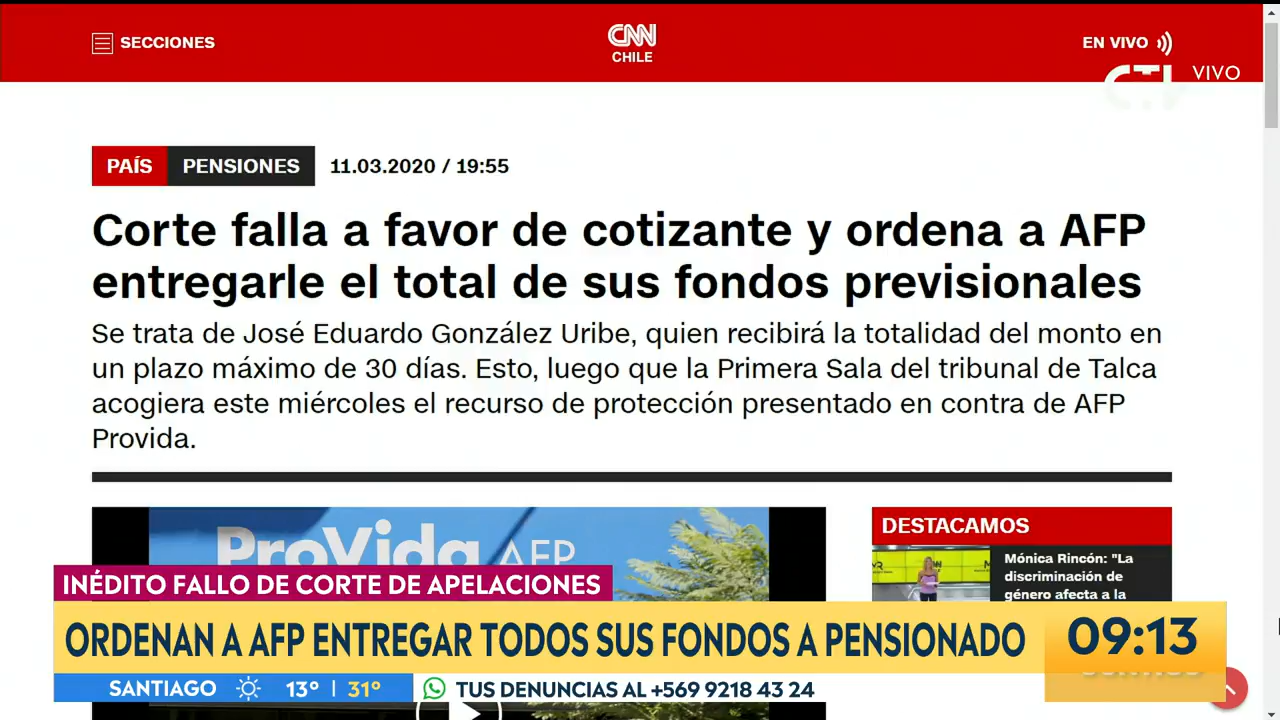 SECCIONES
CNN
CHILE
EN VIVO
VIVO
PAÍS PENSIONES 11.03.2020 / 19:55
Corte falla a favor de cotizante y ordena a AFP
entregarle el total de sus fondos previsionales
Se trata de José Eduardo González Uribe, quien recibirá la totalidad del monto en
un plazo máximo de 30 días. Esto, luego que la Primera Sala del tribunal de Talca
acogiera este miércoles el recurso de protección presentado en contra de AFP
Provida.
ProVida AFP
DESTACAMOS
Mónica Rincón: "La
discriminación de
género afecta a la
INÉDITO FALLO DE CORTE DE APELACIONES
ORDENAN A AFP ENTREGAR TODOS SUS FONDOS A PENSIONADO
09:13
SANTIAGO 13° | 31°
TUS DENUNCIAS AL +569 9218 43 24